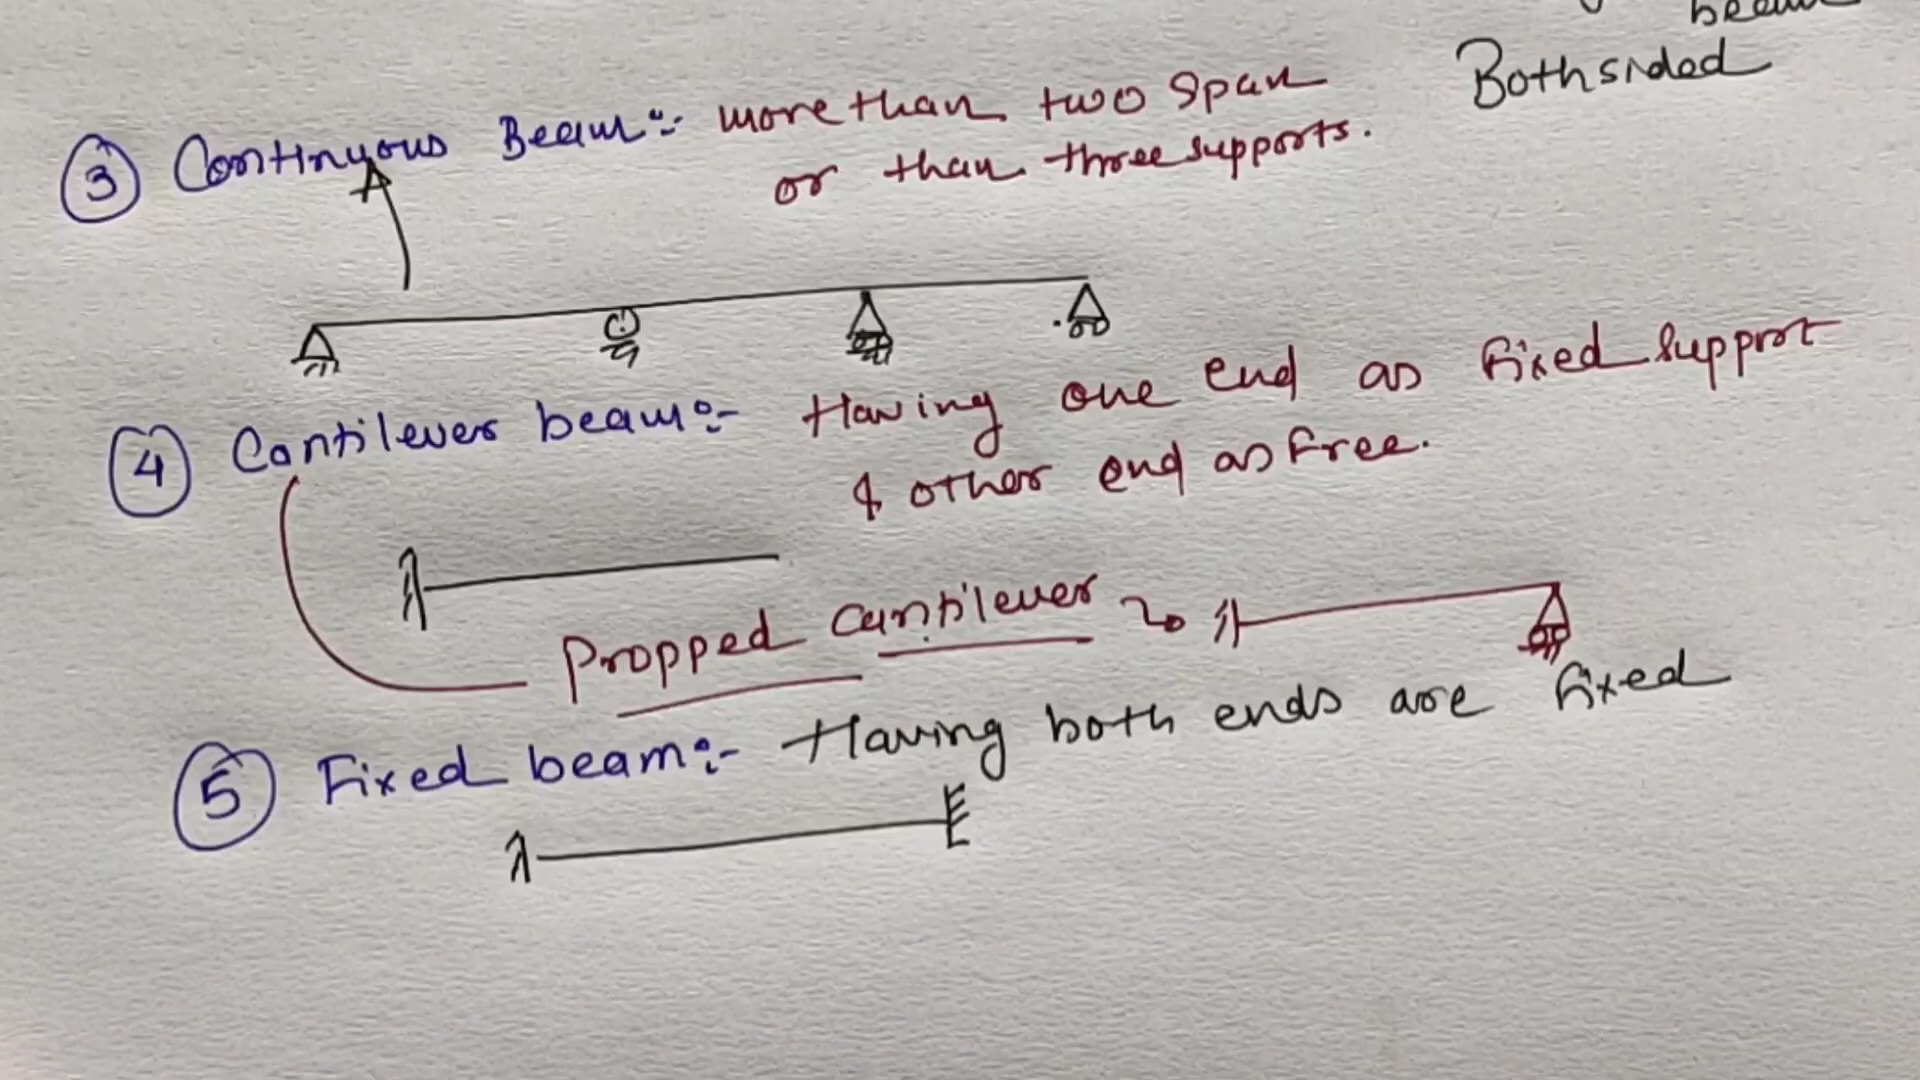 beam
Bothsided
③ Continuous Beam:- more than two Span
or than three supports.
④ Cantilever beam:- Having one end as fixed support
& other end as free.
Propped Cantilever
⑤ Fixed beam:- Having both ends are fixed